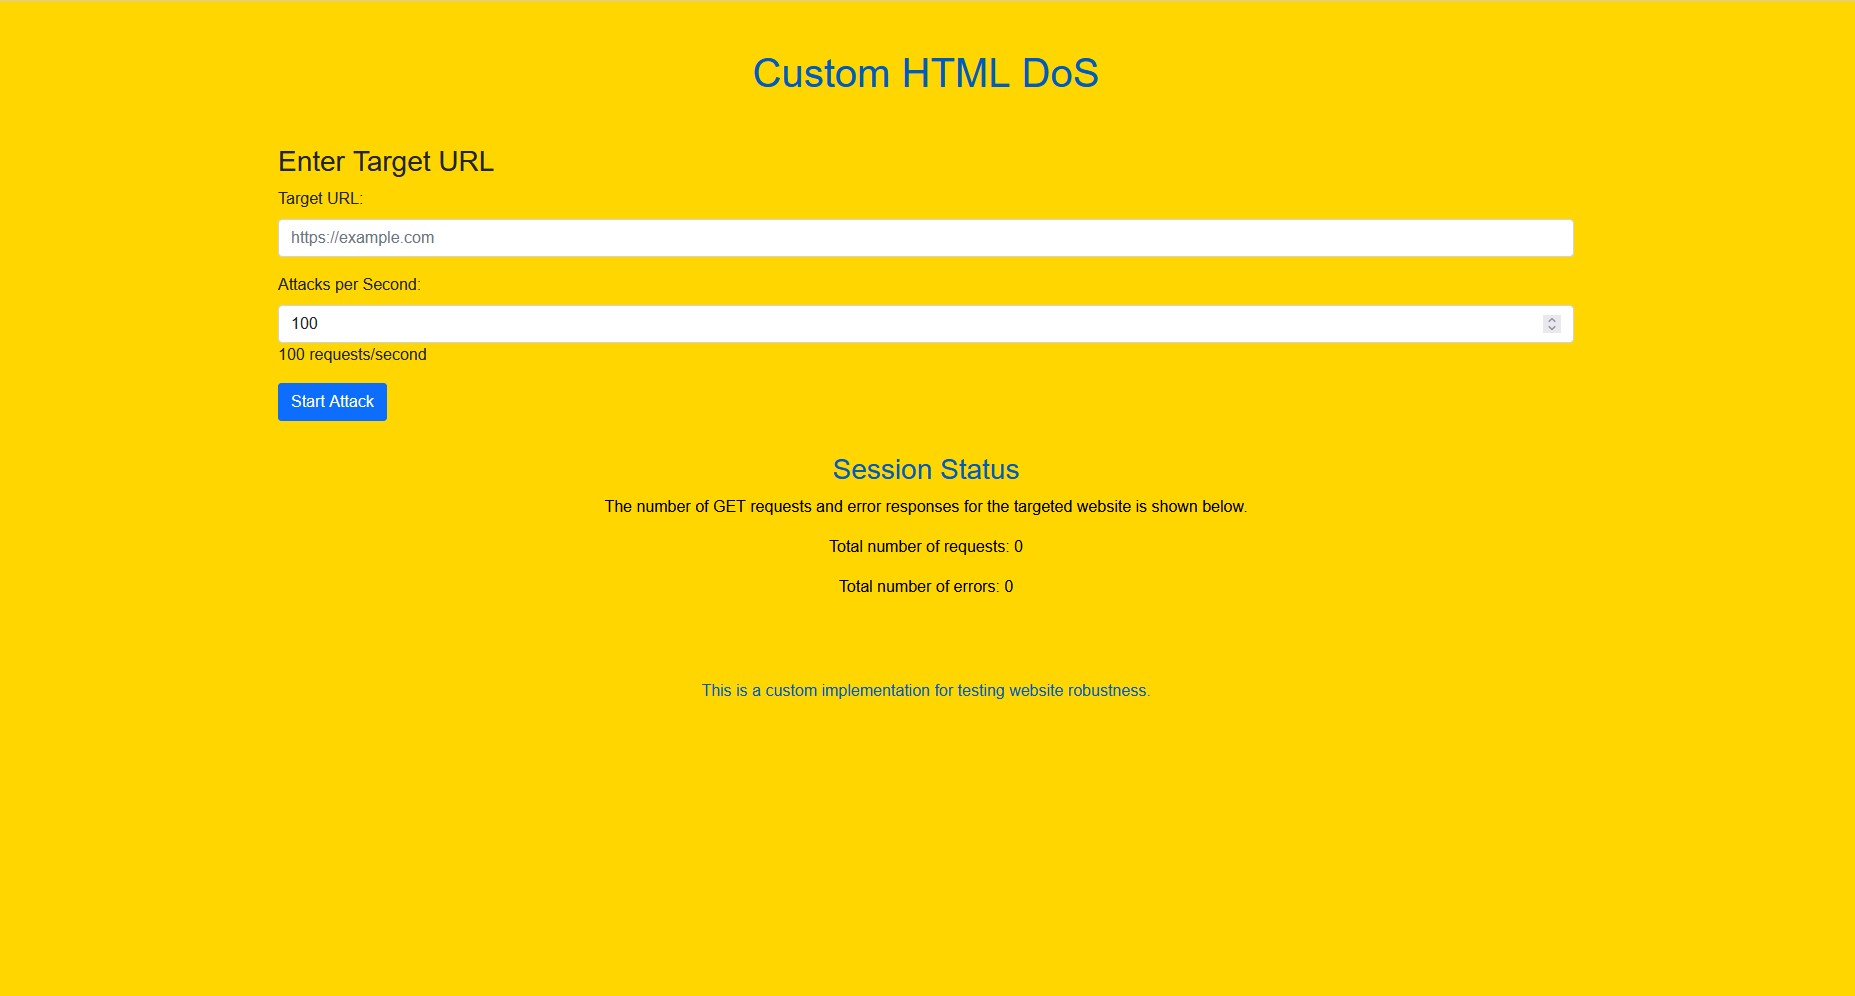 Custom HTML DoS
Enter Target URL
Target URL:
https://example.com
Attacks per Second:
100
100 requests/second
Start Attack
Session Status
The number of GET requests and error responses for the targeted website is shown below.
Total number of requests: 0
Total number of errors: 0
This is a custom implementation for testing website robustness.